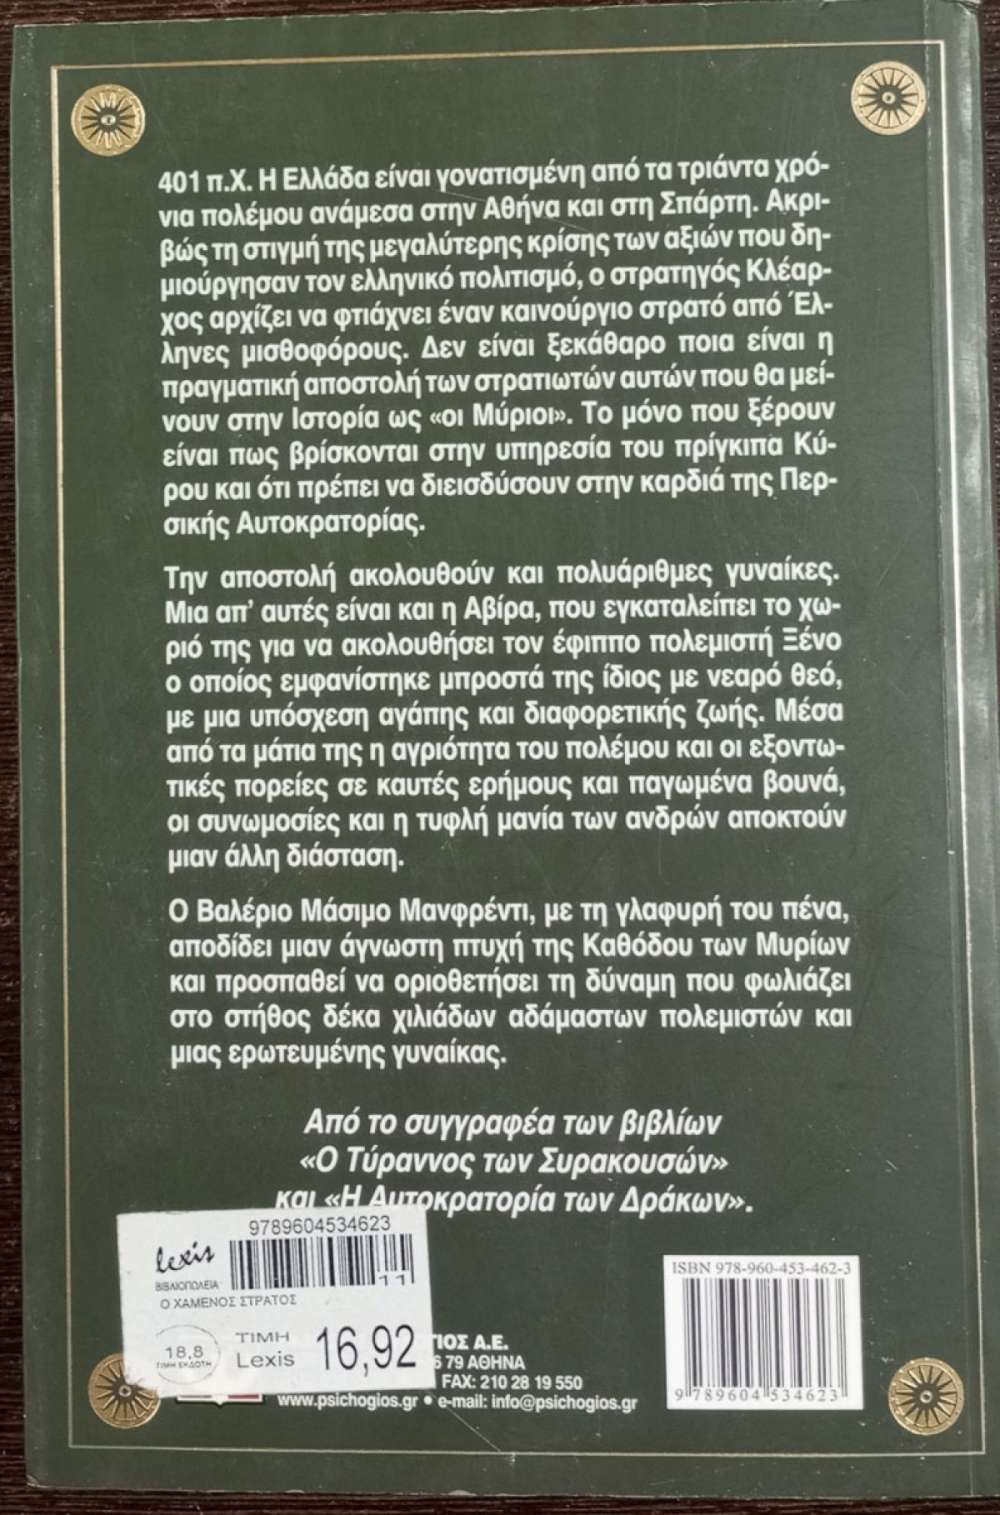 401 π.Χ. Η Ελλάδα είναι γονατισμένη από τα τριάντα χρό-
νια πολέμου ανάμεσα στην Αθήνα και στη Σπάρτη. Ακρι-
βώς τη στιγμή της μεγαλύτερης κρίσης των αξιών που δη-
μιούργησαν τον ελληνικό πολιτισμό, ο στρατηγός Κλέαρ-
χος αρχίζει να φτιάχνει έναν καινούργιο στρατό από Έλ-
ληνες μισθοφόρους. Δεν είναι ξεκάθαρο ποια είναι η
πραγματική αποστολή των στρατιωτών αυτών που θα μεί-
νουν στην Ιστορία ως «οι Μύριοι». Το μόνο που ξέρουν
είναι πως βρίσκονται στην υπηρεσία του πρίγκιπα Κύ-
ρου και ότι πρέπει να διεισδύσουν στην καρδιά της Περ-
σικής Αυτοκρατορίας.
Την αποστολή ακολουθούν και πολυάριθμες γυναίκες.
Μια απ' αυτές είναι και η Αβίρα, που εγκαταλείπει το χω-
ριό της για να ακολουθήσει τον έφιππο πολεμιστή Ξένο
ο οποίος εμφανίστηκε μπροστά της ίδιος με νεαρό θεό,
με μια υπόσχεση αγάπης και διαφορετικής ζωής. Μέσα
από τα μάτια της η αγριότητα του πολέμου και οι εξοντω-
τικές πορείες σε καυτές ερήμους και παγωμένα βουνά,
οι συνωμοσίες και η τυφλή μανία των ανδρών αποκτούν
μιαν άλλη διάσταση.
Ο Βαλέριο Μάσιμο Μανφρέντι, με τη γλαφυρή του πένα,
αποδίδει μιαν άγνωστη πτυχή της Καθόδου των Μυρίων
και προσπαθεί να οριοθετήσει τη δύναμη που φωλιάζει
στο στήθος δέκα χιλιάδων αδάμαστων πολεμιστών και
μιας ερωτευμένης γυναίκας.
Από το συγγραφέα των βιβλίων
«Ο Τύραννος των Συρακουσών»
και «Η Αυτοκρατορία των Δράκων».
9789604534623
lexis
ΒΙΒΛΙΟΠΩΛΕΙΑ
11
Ο ΧΑΜΕΝΟΣ ΣΤΡΑΤΟΣ
18,8
ΤΙΜΗ ΕΚΔΟΤΗ
ΤΙΜΗ
Lexis
16,92
ΓΙΟΣ Α.Ε.
6 79 ΑΘΗΝΑ
FAX: 210 28 19 550
www.psichogios.gr • e-mail: info@psichogios.gr
ISBN 978-960-453-462-3
9 789604 534623